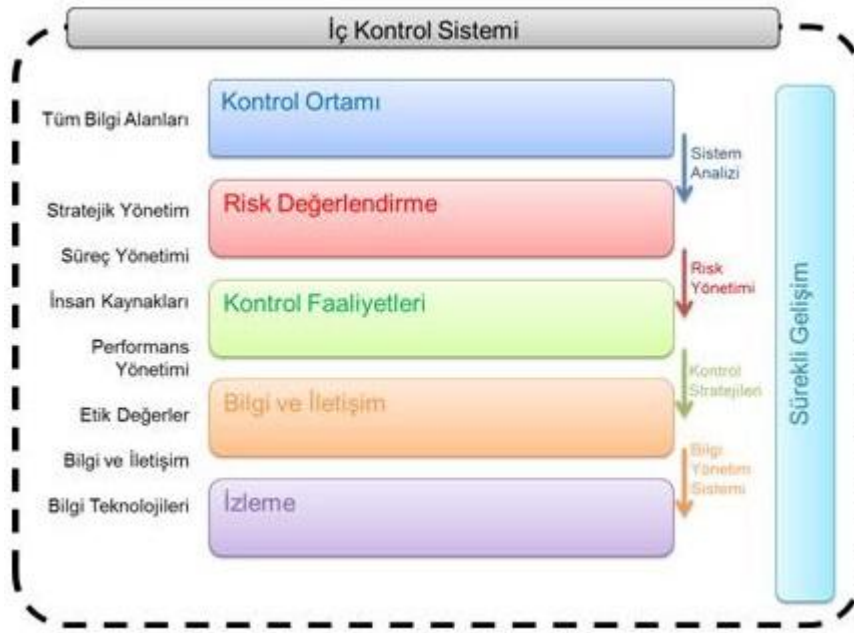 İç Kontrol Sistemi
Tüm Bilgi Alanları
Stratejik Yönetim
Süreç Yönetimi
İnsan Kaynakları
Performans
Yönetimi
Etik Değerler
Bilgi ve İletişim
Bilgi Teknolojileri
Kontrol Ortamı
Risk Değerlendirme
Kontrol Faaliyetleri
Bilgi ve İletişim
İzleme
Sistem
Analizi
Risk
Yönetimi
Kontrol
Stratejileri
Bilgi
Yönetim
Sistemi
Sürekli Gelişim